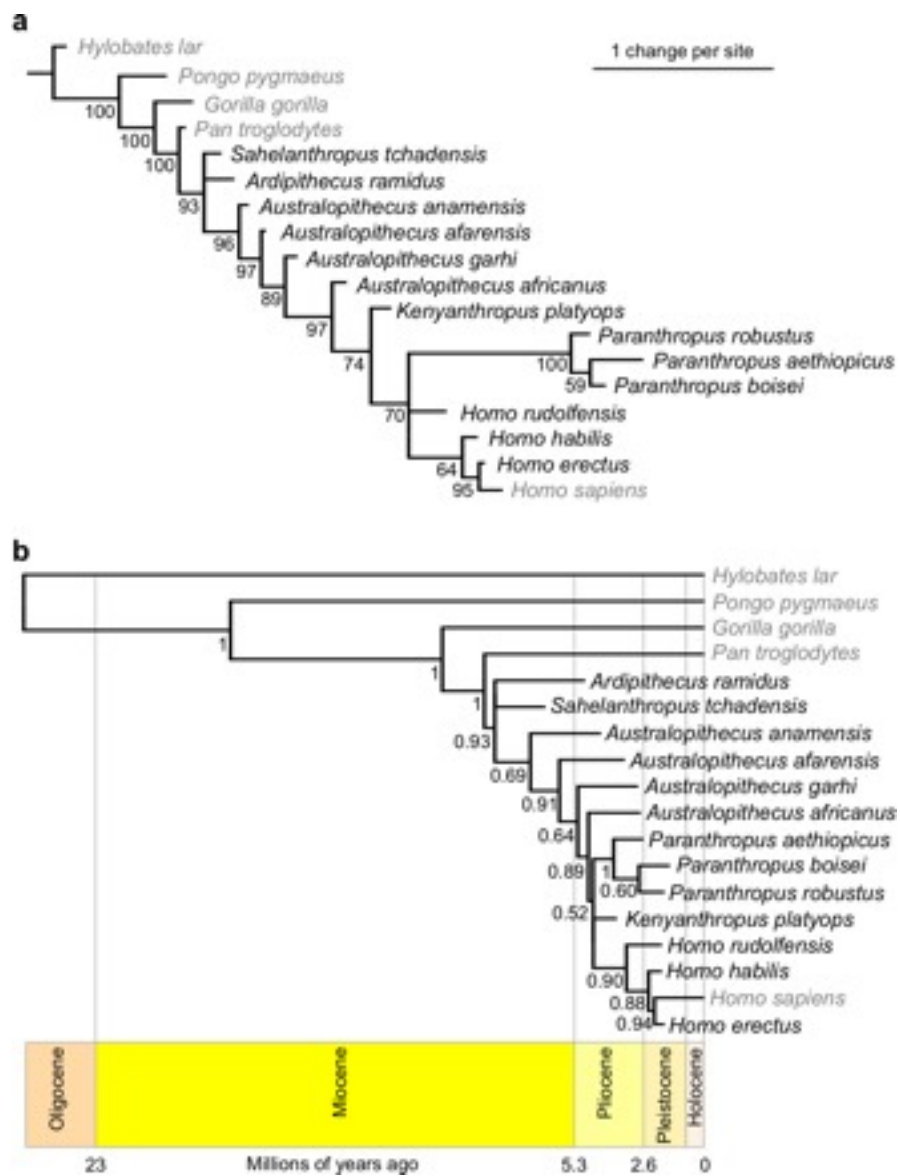 a
Hylobates lar
1 change per site
Pongo pygmaeus
100
Gorilla gorilla
100
Pan troglodytes
100
Sahelanthropus tchadensis
Ardipithecus ramidus
93
Australopithecus anamensis
96
Australopithecus afarensis
97
Australopithecus garhi
89
Australopithecus africanus
97
Kenyanthropus platyops
74
Paranthropus robustus
100
Paranthropus aethiopicus
59
Paranthropus boisei
70
Homo rudolfensis
Homo habilis
64
Homo erectus
95
Homo sapiens
b
Hylobates lar
Pongo pygmaeus
Gorilla gorilla
1
Pan troglodytes
1
Ardipithecus ramidus
1
Sahelanthropus tchadensis
Australopithecus anamensis
0.93
Australopithecus afarensis
0.69
Australopithecus garhi
0.91
Australopithecus africanus
0.64
Paranthropus aethiopicus
Paranthropus boisei
0.89
1
0.60
Paranthropus robustus
0.52
Kenyanthropus platyops
Homo rudolfensis
Homo habilis
0.90
Homo sapiens
0.88
Homo erectus
0.94
Oligocene
Miocene
Pliocene
Pleistocene
Holocene
23 Millions of years ago 5.3 2.6 0